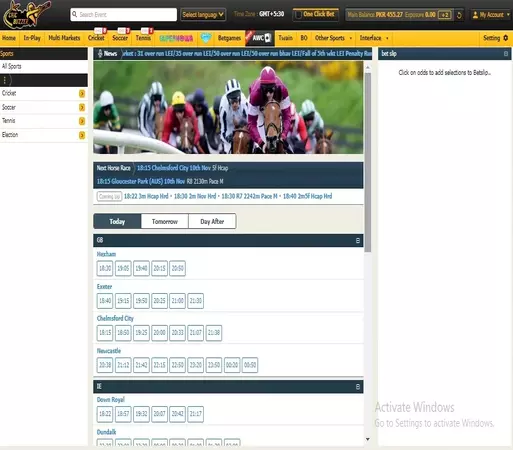 Search Event
Select language
Time Zone : GMT+5:30
One Click Bet
Main Balance PKR 455.27 Exposure 0.00 +2
My Account
Home In-Play Multi Markets Cricket Soccer Tennis Betgames AWC Twain BO Other Sports Interface Setting
Sports
All Sports
Cricket
Soccer
Tennis
Election
News
rket : 31 over run LEI/35 over run LEI/50 over run LEI/50 over run bhav LEI/Fall of 5th wkt LEI Penalty Run
Next Horse Race 18:15 Chelmsford City 18th Nov 5f Hcap
18:15 Gloucester Park (AUS) 18th Nov R8 2130m Pace M
Coming Up 18:22 3m Hcap Hrd 18:30 2m Nov Hrd 18:30 R7 2242m Pace M 18:40 2m5f Hcap Hrd
Today Tomorrow Day After
GB
Hexham
19:05 19:40 20:15 20:50
Exeter
18:40 19:15 19:50 20:25 21:00
Chelmsford City
18:15 18:50 19:25 20:00 20:33 21:07 21:38
Newcastle
20:38 21:12 21:42 22:15 22:50 23:20 23:50 00:20 00:50
IE
Down Royal
18:22 18:57 19:32 20:07 20:42 21:17
Dundalk
bet slip
Click on odds to add selections to Betslip..
Activate Windows
Go to Settings to activate Windows.